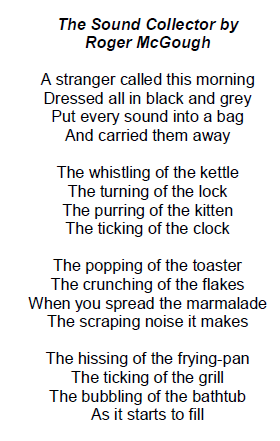 The Sound Collector by
Roger McGough
A stranger called this morning
Dressed all in black and grey
Put every sound into a bag
And carried them away
The whistling of the kettle
The turning of the lock
The purring of the kitten
The ticking of the clock
The popping of the toaster
The crunching of the flakes
When you spread the marmalade
The scraping noise it makes
The hissing of the frying-pan
The ticking of the grill
The bubbling of the bathtub
As it starts to fill